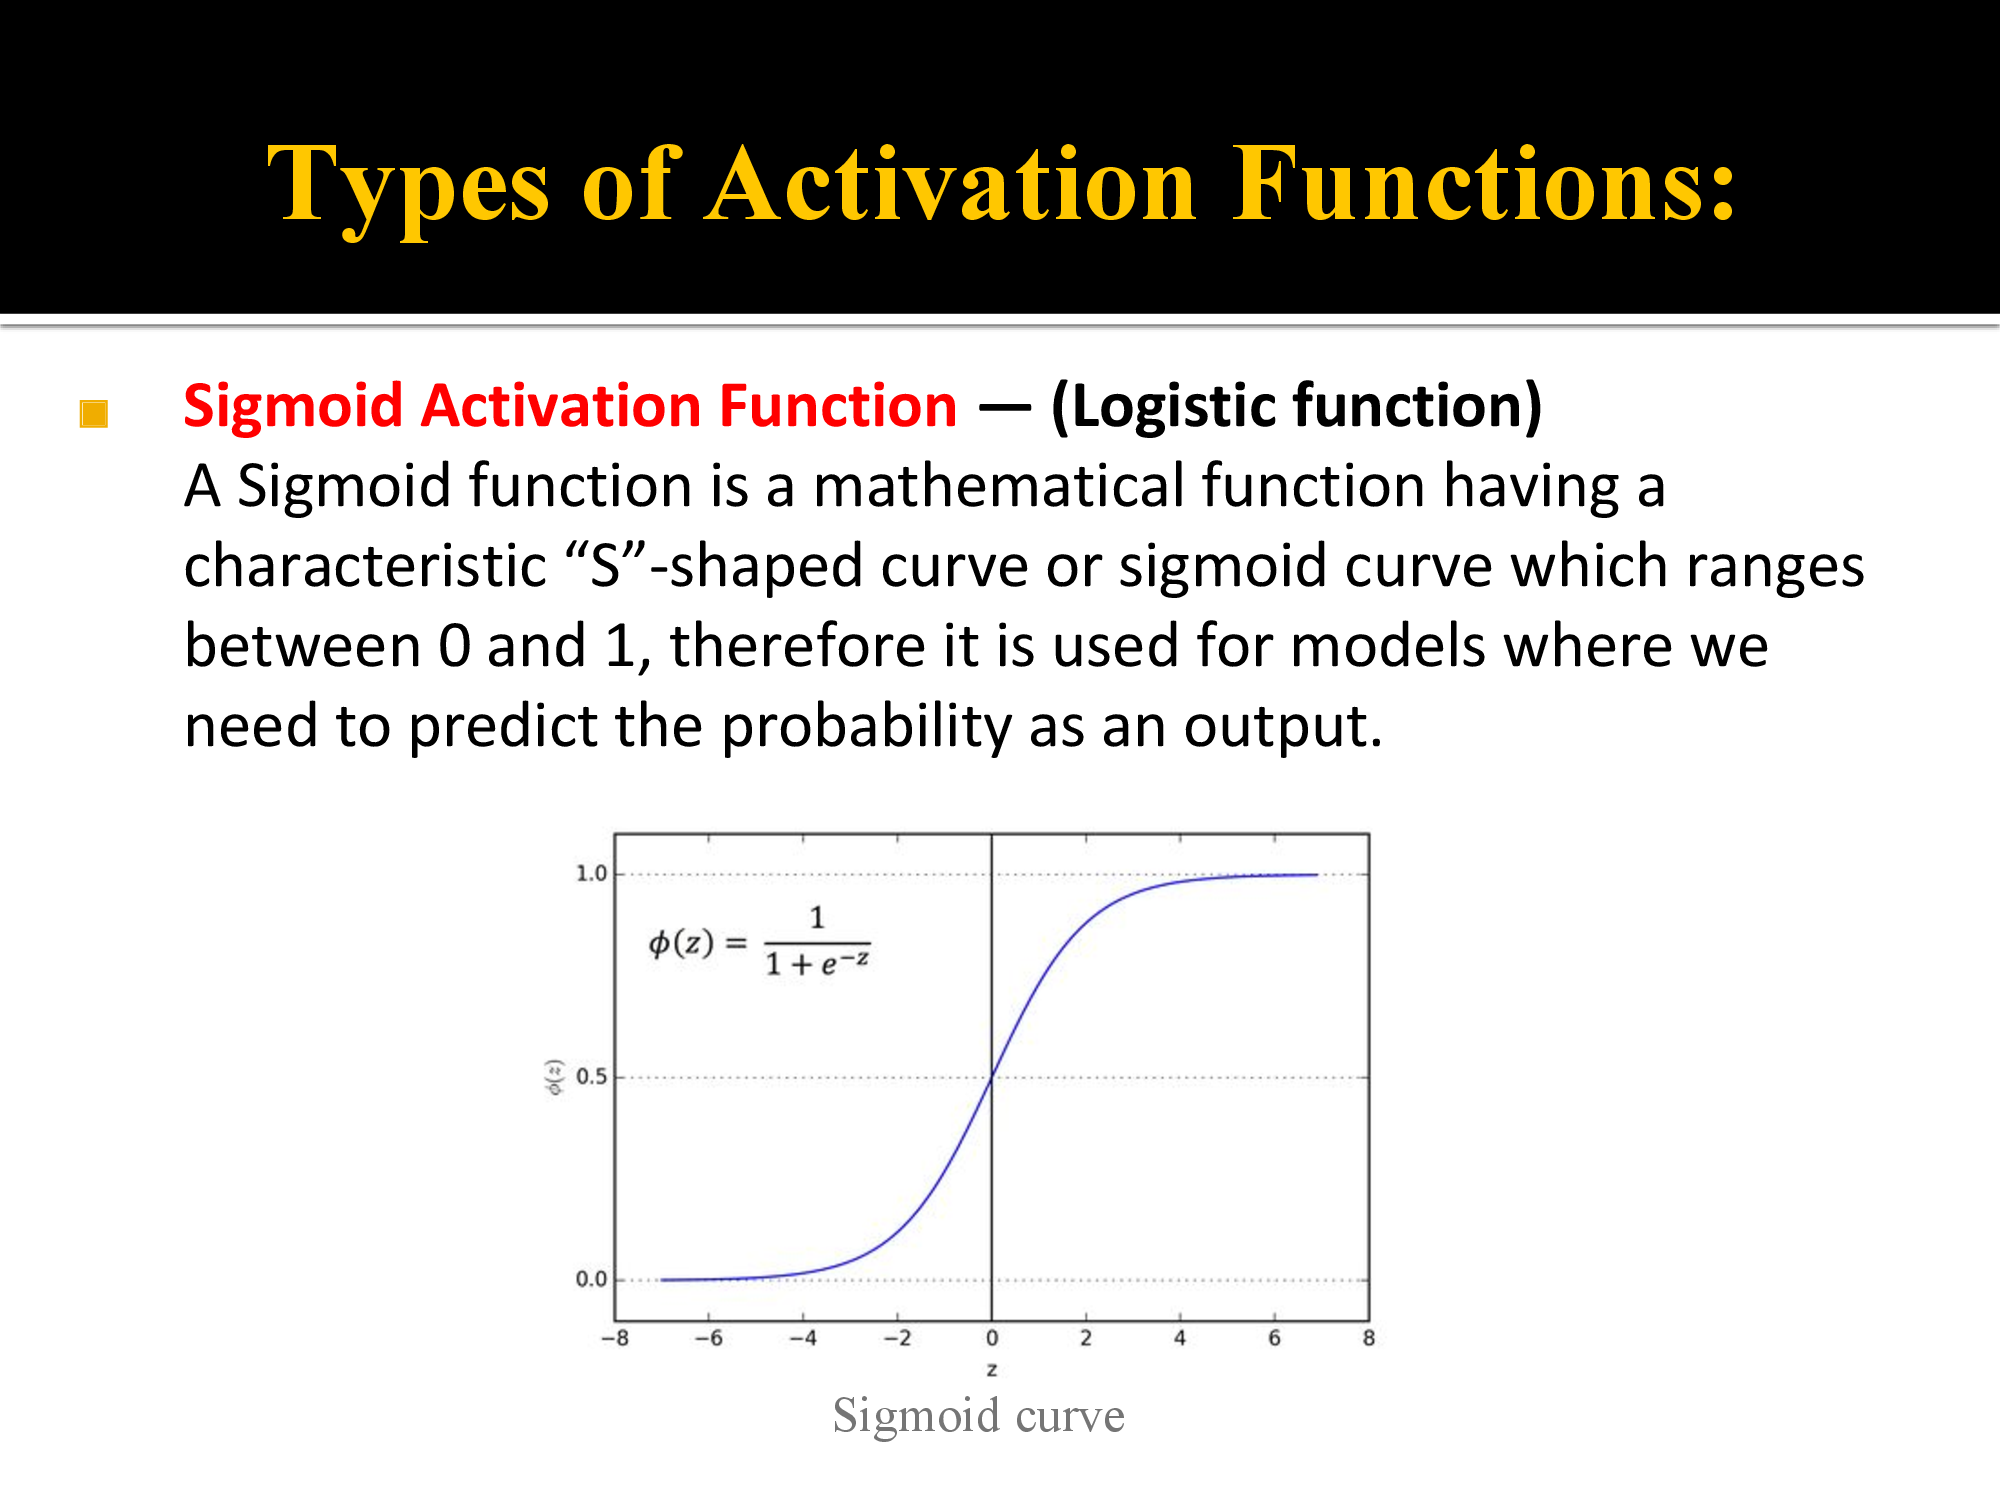 Types of Activation Functions:
Sigmoid Activation Function — (Logistic function)
A Sigmoid function is a mathematical function having a
characteristic “S”-shaped curve or sigmoid curve which ranges
between 0 and 1, therefore it is used for models where we
need to predict the probability as an output.
1.0
ϕ(z) = 1 / 1 + e^−z
ϕ(z)
0.5
0.0
−8 −6 −4 −2 0 2 4 6 8
z
Sigmoid curve